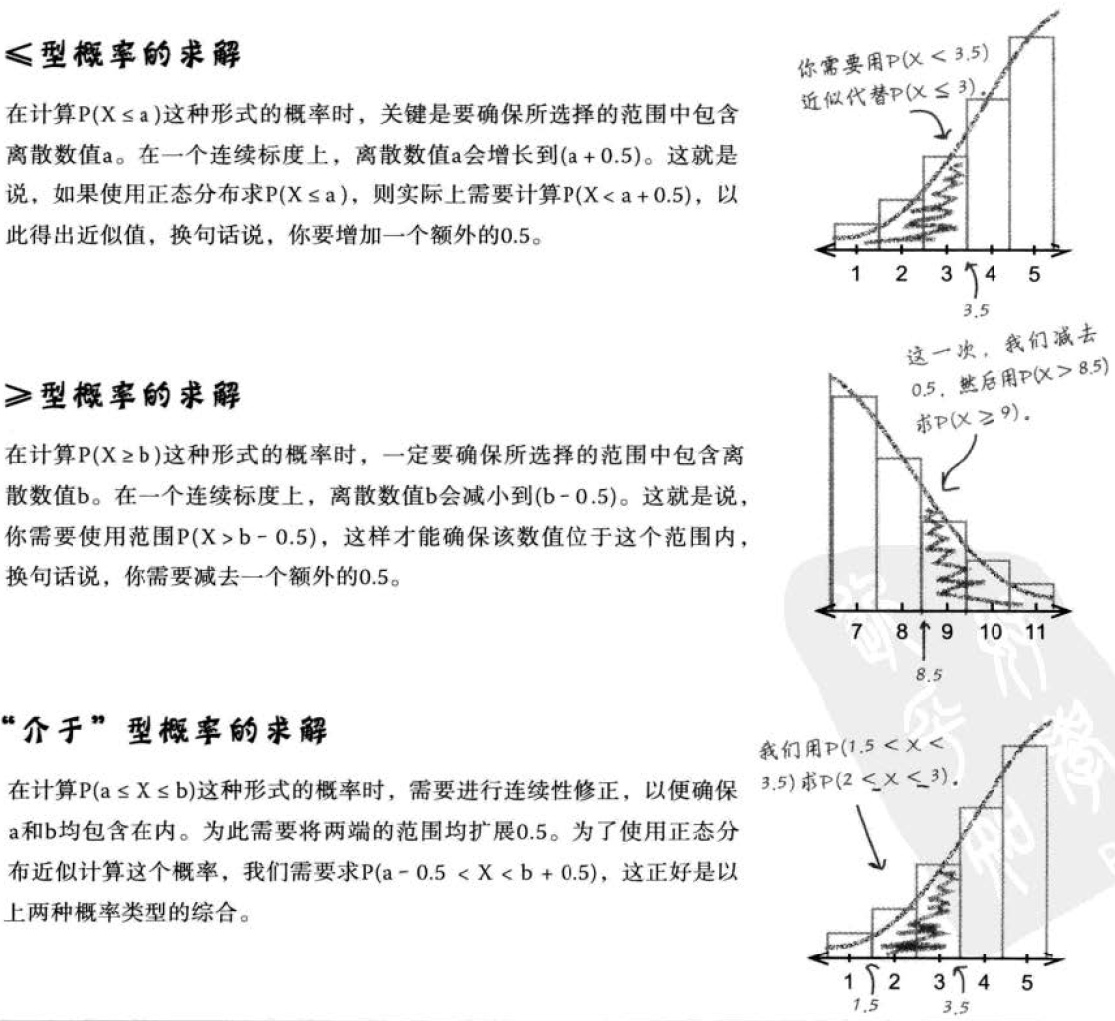 ≤型概率的求解
在计算P(X ≤ a )这种形式的概率时，关键是要确保所选择的范围中包含
离散数值a。在一个连续标度上，离散数值a会增长到(a + 0.5)。这就是
说，如果使用正态分布求P(X ≤ a )，则实际上需要计算P(X < a + 0.5)，以
此得出近似值，换句话说，你要增加一个额外的0.5。
你需要用P(X < 3.5)
近似代替P(X ≤ 3)。
1 2 3 4 5
3.5
≥型概率的求解
在计算P(X ≥ b )这种形式的概率时，一定要确保所选择的范围中包含离
散数值b。在一个连续标度上，离散数值b会减小到(b - 0.5)。这就是说，
你需要使用范围P(X > b - 0.5)，这样才能确保该数值位于这个范围内，
换句话说，你需要减去一个额外的0.5。
这一次，我们减去
0.5，然后用P(X > 8.5)
求P(X ≥ 9)。
7 8 9 10 11
8.5
“介于”型概率的求解
在计算P(a ≤ X ≤ b)这种形式的概率时，需要进行连续性修正，以便确保
a和b均包含在内。为此需要将两端的范围均扩展0.5。为了使用正态分
布近似计算这个概率，我们需要求P(a - 0.5 < X < b + 0.5)，这正好是以
上两种概率类型的综合。
我们用P(1.5 < X <
3.5)求P(2 ≤ X ≤ 3)。
1 2 3 4 5
1.5 3.5